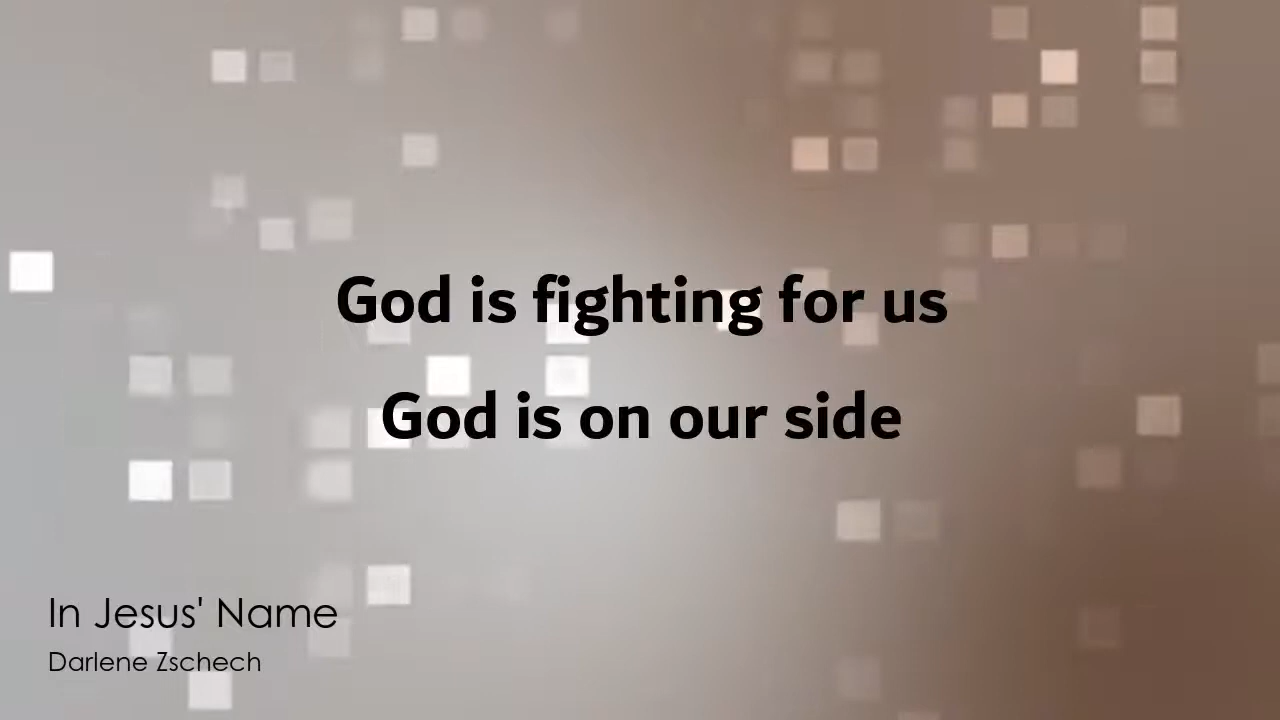 God is fighting for us
God is on our side
In Jesus' Name
Darlene Zschech